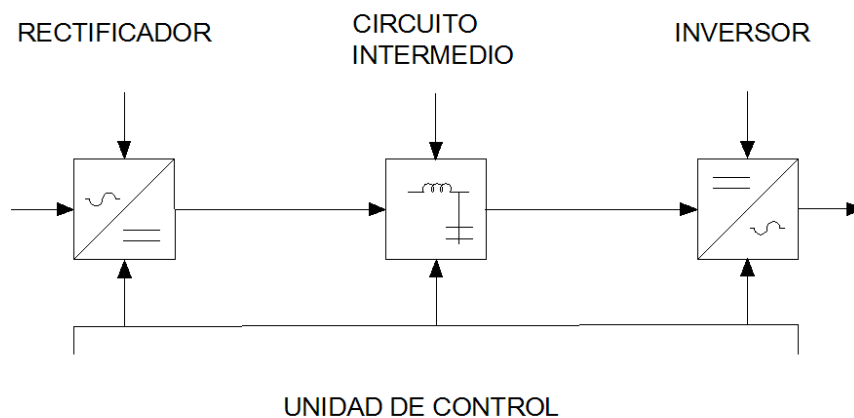 RECTIFICADOR
CIRCUITO
INTERMEDIO
INVERSOR
UNIDAD DE CONTROL